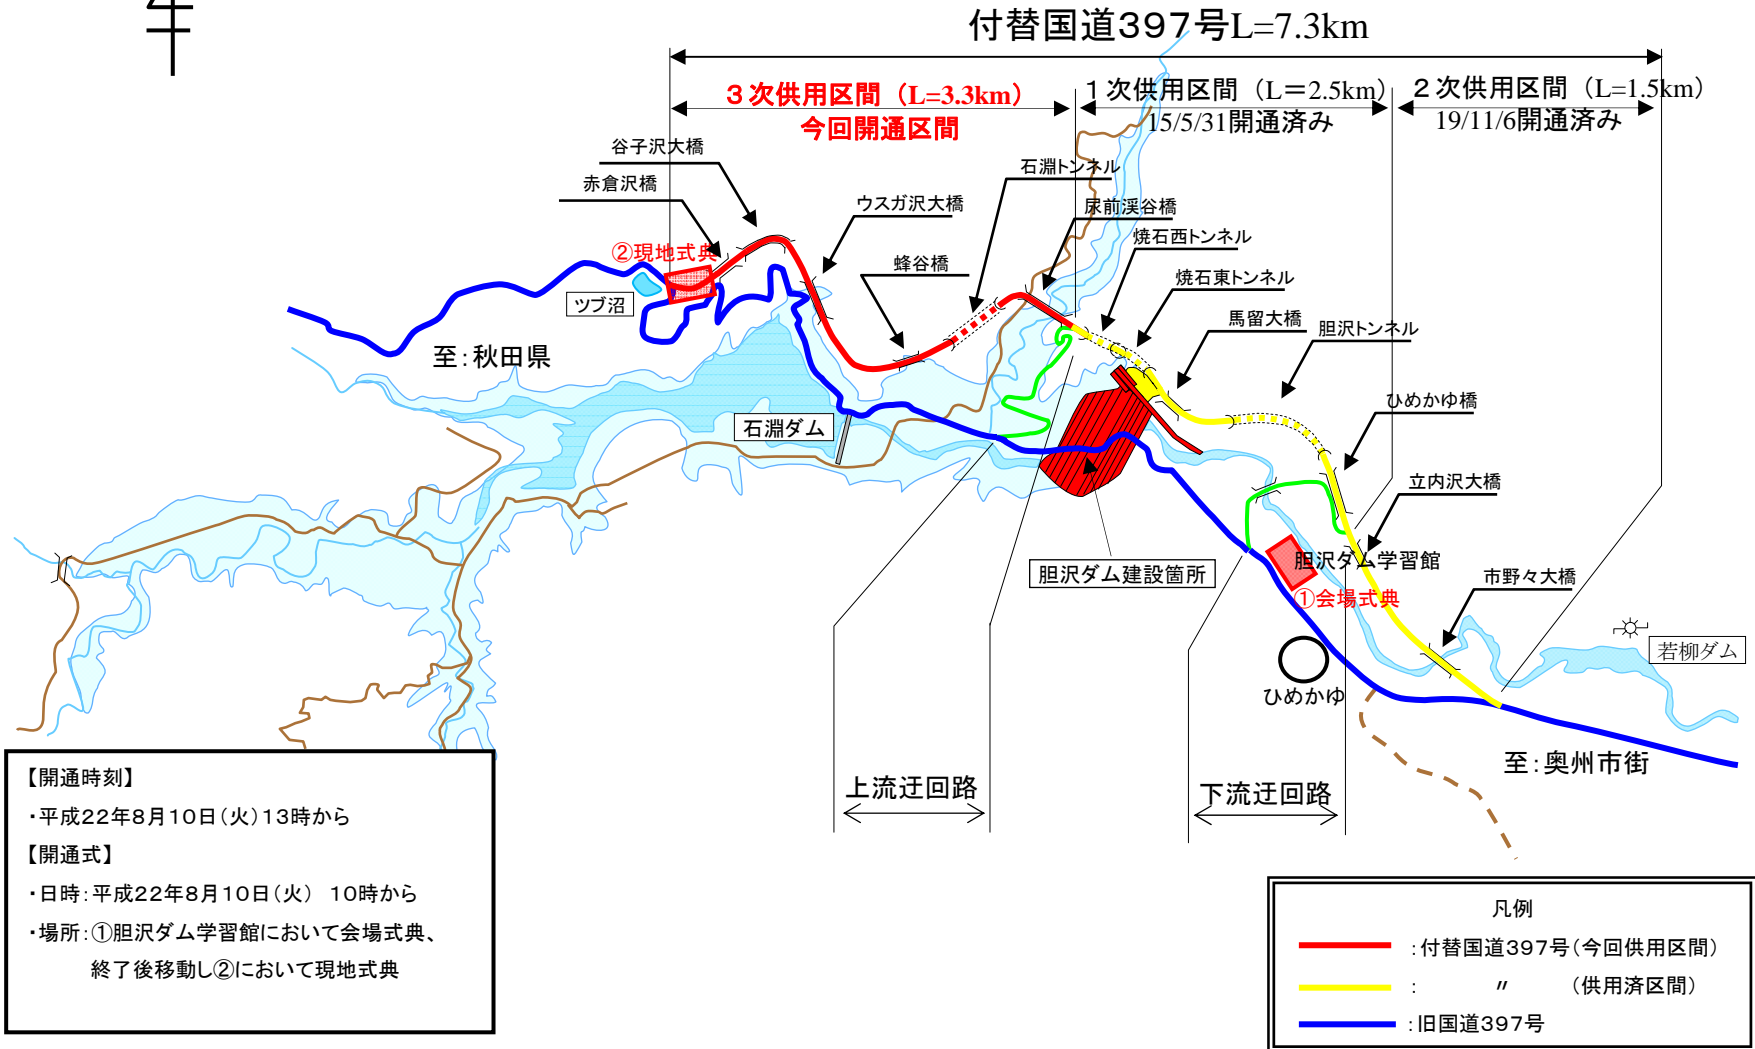 付替国道397号L=7.3km
3次供用区間（L=3.3km）
今回開通区間
1次供用区間（L＝2.5km）
15/5/31開通済み
2次供用区間（L=1.5km）
19/11/6開通済み
谷子沢大橋
赤倉沢橋
②現地式典
ツブ沼
ウスガ沢大橋
蜂谷橋
石淵トンネル
尿前渓谷橋
焼石西トンネル
焼石東トンネル
馬留大橋
胆沢トンネル
ひめかゆ橋
立内沢大橋
市野々大橋
至：秋田県
石淵ダム
胆沢ダム建設箇所
胆沢ダム学習館
①会場式典
ひめかゆ
若柳ダム
至：奥州市街
上流迂回路
下流迂回路
【開通時刻】
・平成22年8月10日（火）13時から
【開通式】
・日時：平成22年8月10日（火） 10時から
・場所：①胆沢ダム学習館において会場式典、
終了後移動し②において現地式典
凡例
：付替国道397号（今回供用区間）
： 〃 （供用済区間）
：旧国道397号